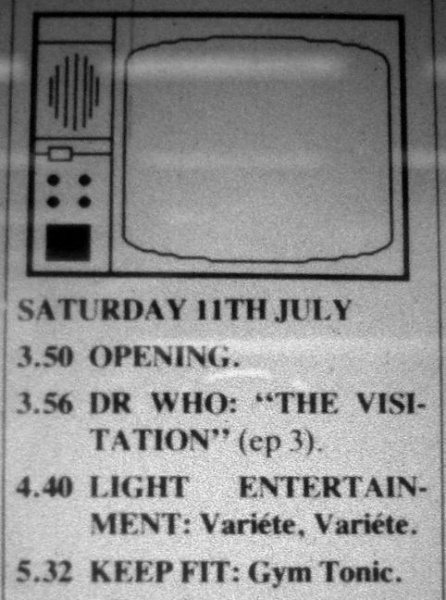 SATURDAY 11TH JULY
3.50 OPENING.
3.56 DR WHO: “THE VISI-
TATION” (ep 3).
4.40 LIGHT ENTERTAIN-
MENT: Variéte, Variéte.
5.32 KEEP FIT: Gym Tonic.